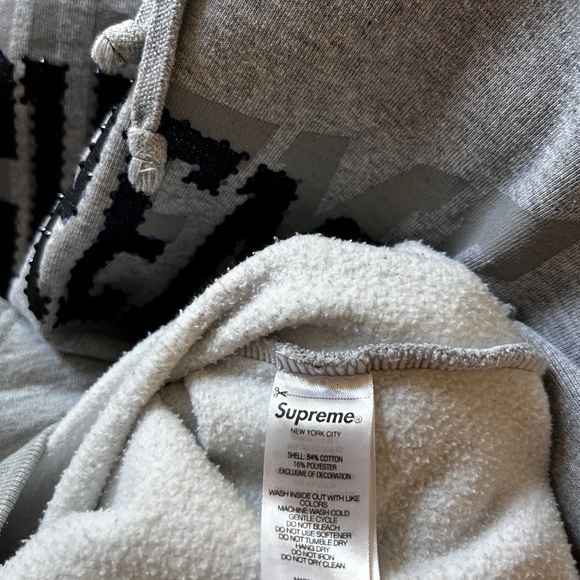 Supreme®
NEW YORK CITY
SHELL: 84% COTTON
16% POLYESTER
EXCLUSIVE OF DECORATION
WASH INSIDE OUT WITH LIKE
COLORS
MACHINE WASH COLD
GENTLE CYCLE
DO NOT BLEACH
DO NOT USE SOFTENER
DO NOT TUMBLE DRY
HANG DRY
DO NOT IRON
DO NOT DRY CLEAN